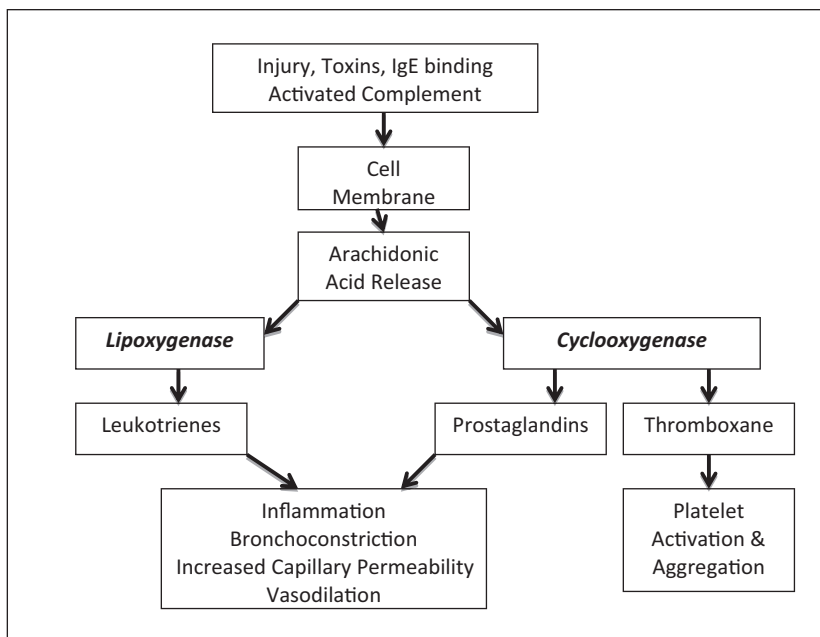 Injury, Toxins, IgE binding
Activated Complement
Cell
Membrane
Arachidonic
Acid Release
Lipoxygenase
Cyclooxygenase
Leukotrienes
Prostaglandins
Thromboxane
Inflammation
Bronchoconstriction
Increased Capillary Permeability
Vasodilation
Platelet
Activation &
Aggregation